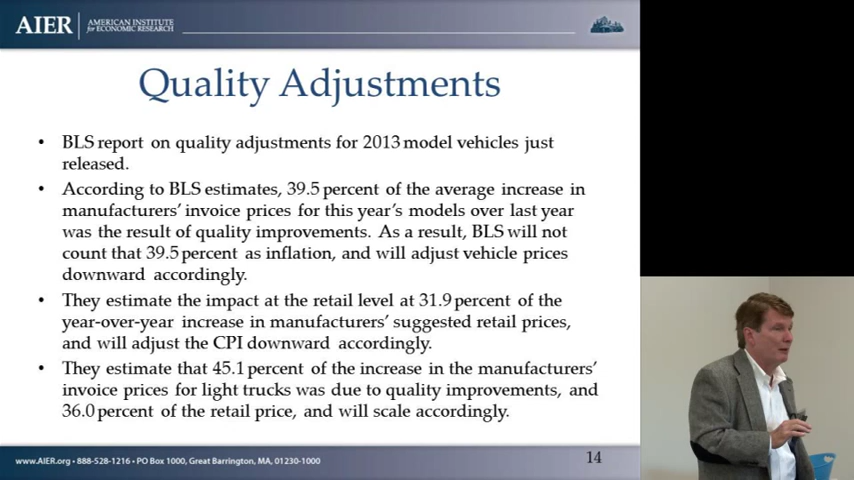 AIER
AMERICAN INSTITUTE
for ECONOMIC RESEARCH
Quality Adjustments
• BLS report on quality adjustments for 2013 model vehicles just
released.
• According to BLS estimates, 39.5 percent of the average increase in
manufacturers' invoice prices for this year's models over last year
was the result of quality improvements. As a result, BLS will not
count that 39.5 percent as inflation, and will adjust vehicle prices
downward accordingly.
• They estimate the impact at the retail level at 31.9 percent of the
year-over-year increase in manufacturers' suggested retail prices,
and will adjust the CPI downward accordingly.
• They estimate that 45.1 percent of the increase in the manufacturers'
invoice prices for light trucks was due to quality improvements, and
36.0 percent of the retail price, and will scale accordingly.
www.AIER.org • 888-528-1216 • PO Box 1000, Great Barrington, MA, 01230-1000
14